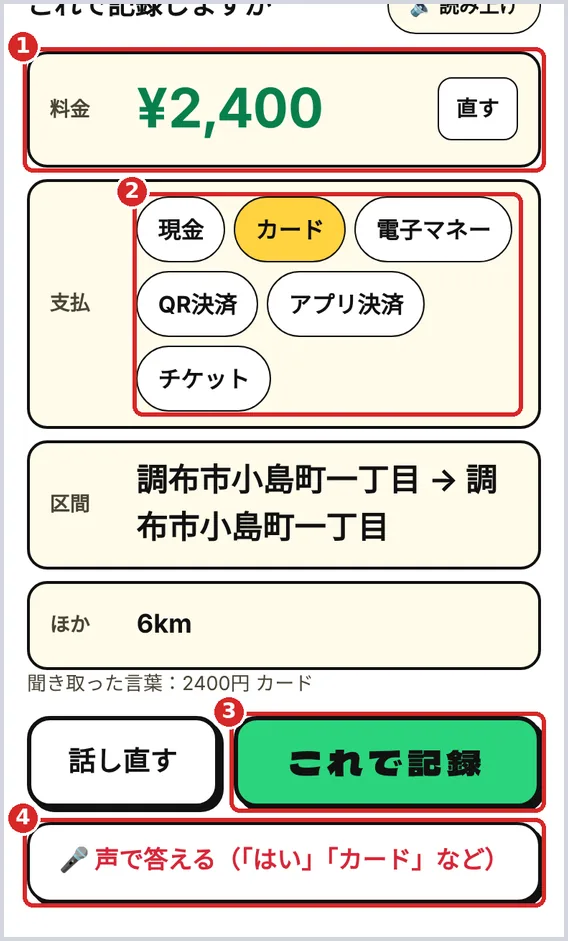 これで記録しますか
読み上げ
1
料金
¥2,400
直す
2
現金
カード
電子マネー
支払
QR決済
アプリ決済
チケット
区間
調布市小島町一丁目 → 調
布市小島町一丁目
ほか
6km
聞き取った言葉：2400円 カード
3
話し直す
これで記録
4
声で答える（「はい」「カード」など）